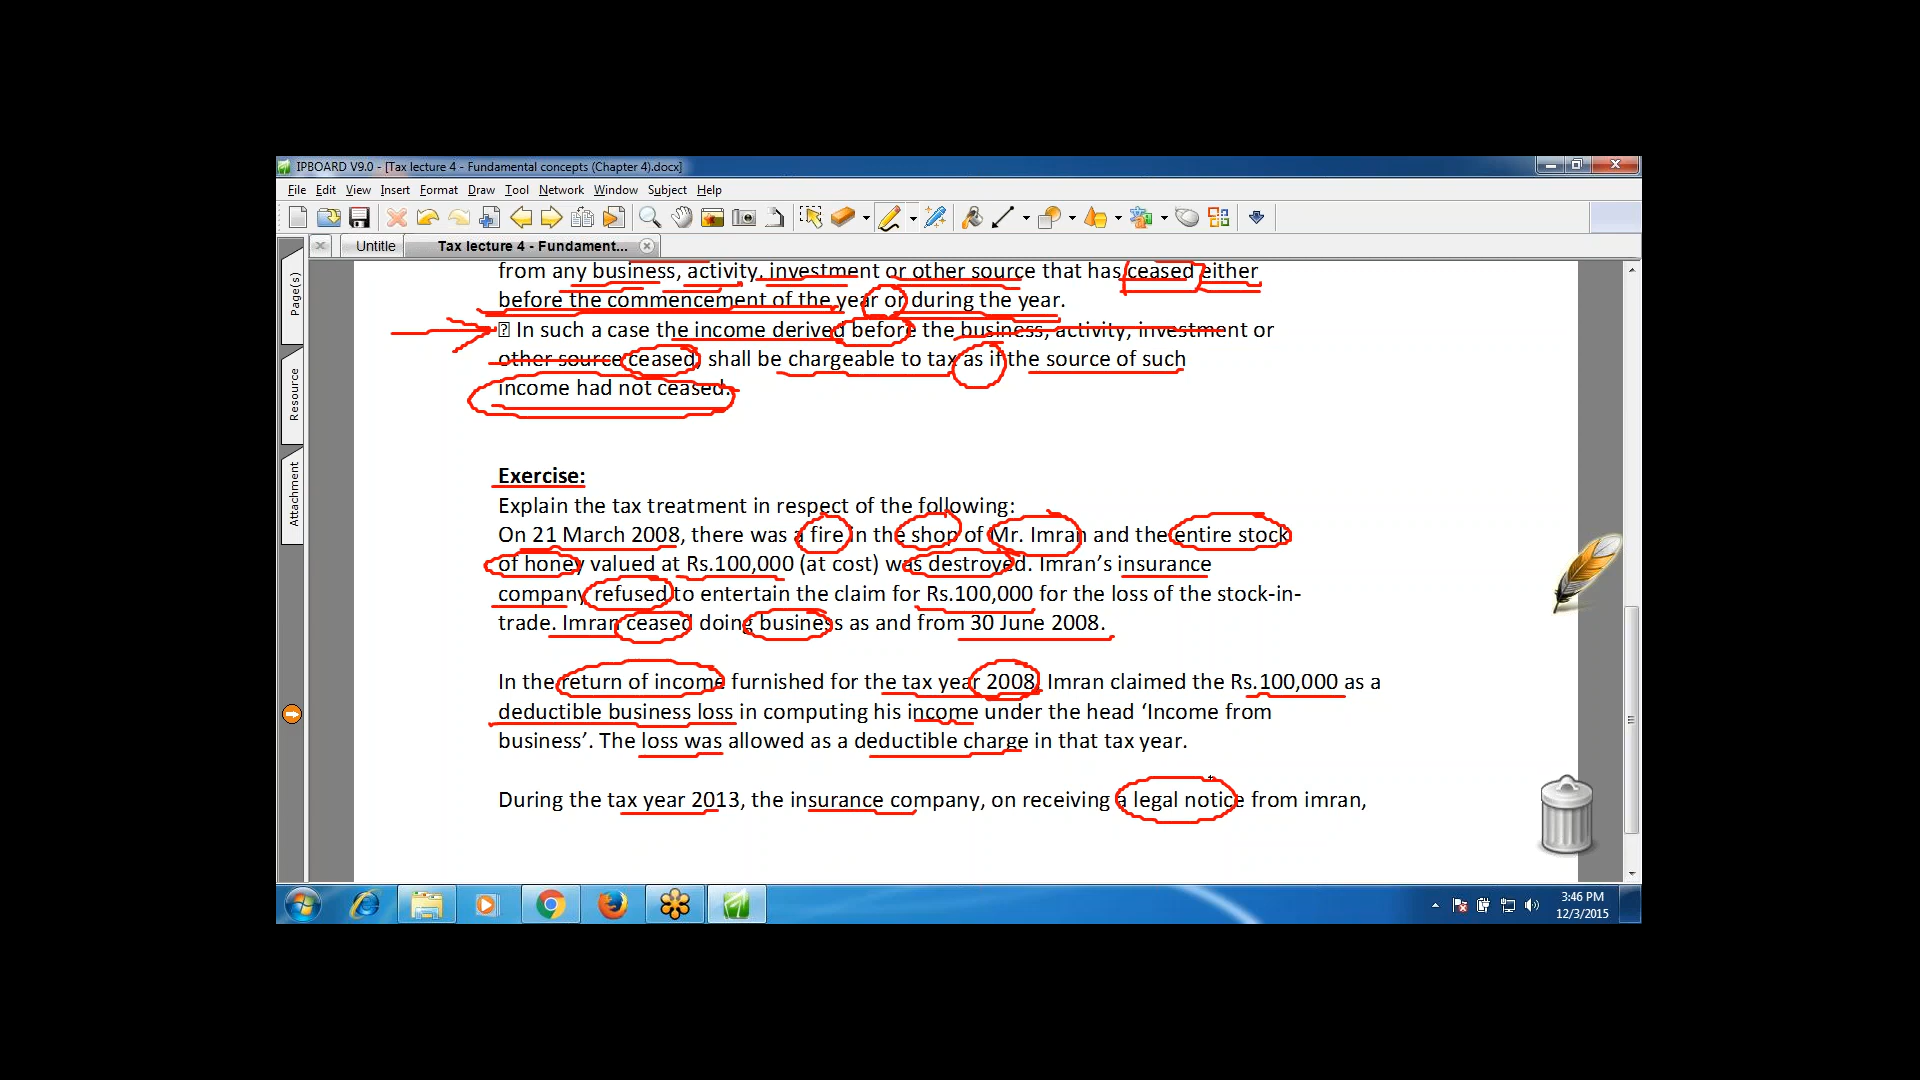 IPBOARD V9.0 - [Tax lecture 4 - Fundamental concepts (Chapter 4).docx]
File Edit View Insert Format Draw Tool Network Window Subject Help
Untitle Tax lecture 4 - Fundament...
Page(s)
Resource
Attachment
from any business, activity, investment or other source that has ceased either
before the commencement of the year or during the year.
In such a case the income derived before the business, activity, investment or
other source ceased, shall be chargeable to tax as if the source of such
income had not ceased.
Exercise:
Explain the tax treatment in respect of the following:
On 21 March 2008, there was a fire in the shop of Mr. Imran and the entire stock
of honey valued at Rs.100,000 (at cost) was destroyed. Imran’s insurance
company refused to entertain the claim for Rs.100,000 for the loss of the stock-in-
trade. Imran ceased doing business as and from 30 June 2008.
In the return of income furnished for the tax year 2008, Imran claimed the Rs.100,000 as a
deductible business loss in computing his income under the head ‘Income from
business’. The loss was allowed as a deductible charge in that tax year.
During the tax year 2013, the insurance company, on receiving a legal notice from imran,
3:46 PM
12/3/2015